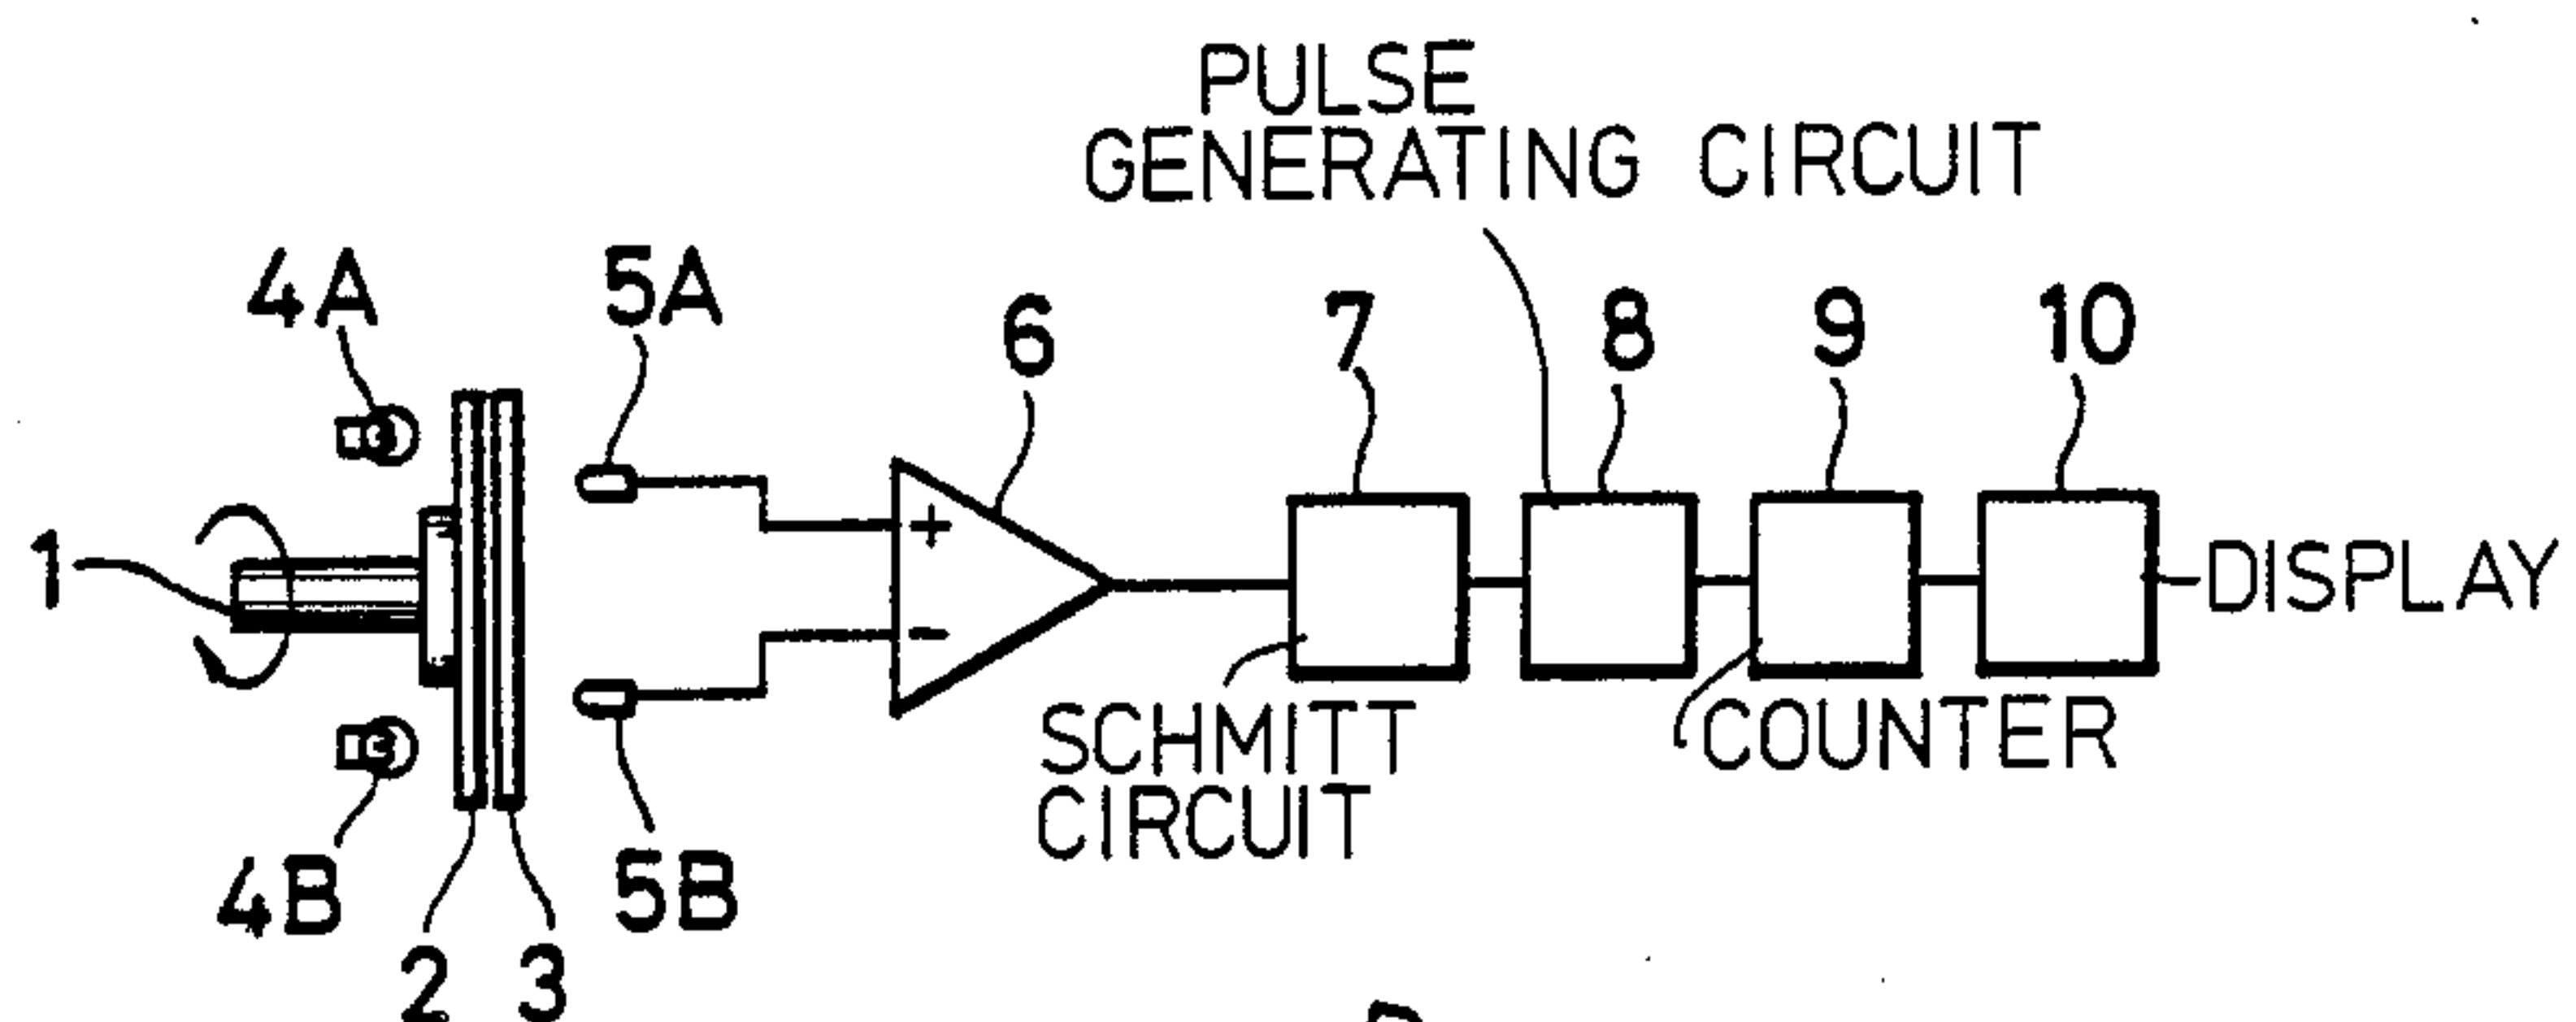 PULSE
GENERATING CIRCUIT
4A
5A
6
7
8
9
10
1
DISPLAY
SCHMITT
CIRCUIT
COUNTER
4B
5B
2
3